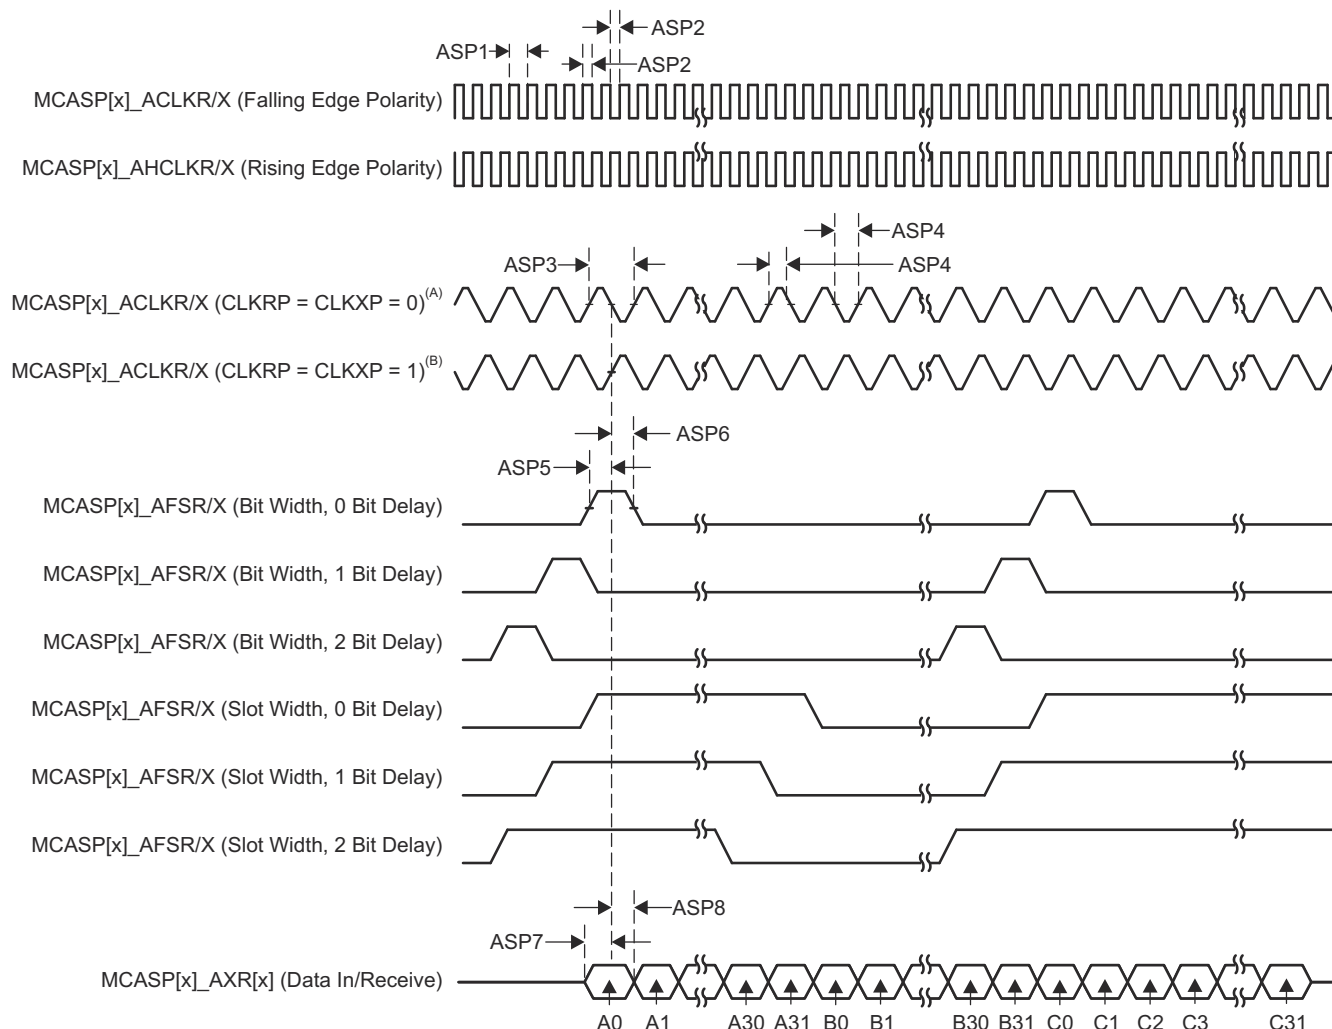 ASP2
ASP1
ASP2
MCASP[x]_ACLKR/X (Falling Edge Polarity)
MCASP[x]_AHCLKR/X (Rising Edge Polarity)
ASP4
ASP3
ASP4
MCASP[x]_ACLKR/X (CLKRP = CLKXP = 0)(A)
MCASP[x]_ACLKR/X (CLKRP = CLKXP = 1)(B)
ASP6
ASP5
MCASP[x]_AFSR/X (Bit Width, 0 Bit Delay)
MCASP[x]_AFSR/X (Bit Width, 1 Bit Delay)
MCASP[x]_AFSR/X (Bit Width, 2 Bit Delay)
MCASP[x]_AFSR/X (Slot Width, 0 Bit Delay)
MCASP[x]_AFSR/X (Slot Width, 1 Bit Delay)
MCASP[x]_AFSR/X (Slot Width, 2 Bit Delay)
ASP8
ASP7
MCASP[x]_AXR[x] (Data In/Receive)
A0 A1 A30 A31 B0 B1 B30 B31 C0 C1 C2 C3 C31